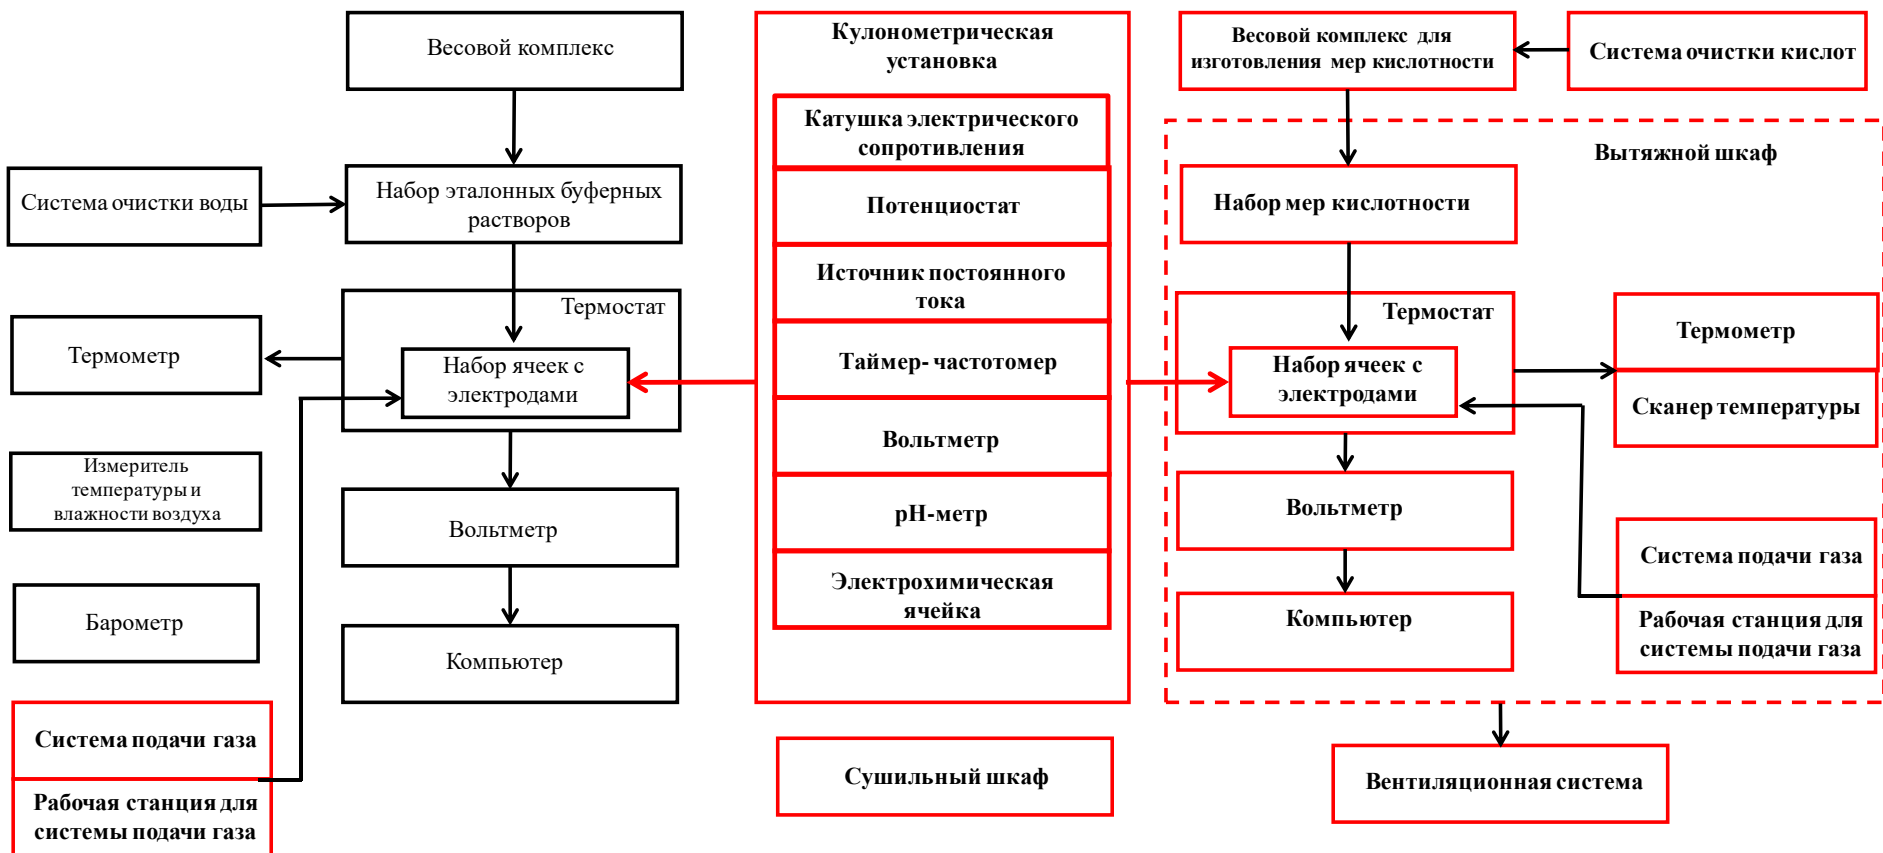 Весовой комплекс
Система очистки воды
Набор эталонных буферных
растворов
Термостат
Набор ячеек с
электродами
Термометр
Измеритель
температуры и
влажности воздуха
Барометр
Вольтметр
Компьютер
Система подачи газа
Рабочая станция для
системы подачи газа
Кулонометрическая
установка
Катушка электрического
сопротивления
Потенциостат
Источник постоянного
тока
Таймер- частотомер
Вольтметр
pH-метр
Электрохимическая
ячейка
Сушильный шкаф
Весовой комплекс для
изготовления мер кислотности
Система очистки кислот
Вытяжной шкаф
Набор мер кислотности
Термостат
Набор ячеек с
электродами
Термометр
Сканер температуры
Вольтметр
Компьютер
Система подачи газа
Рабочая станция для
системы подачи газа
Вентиляционная система